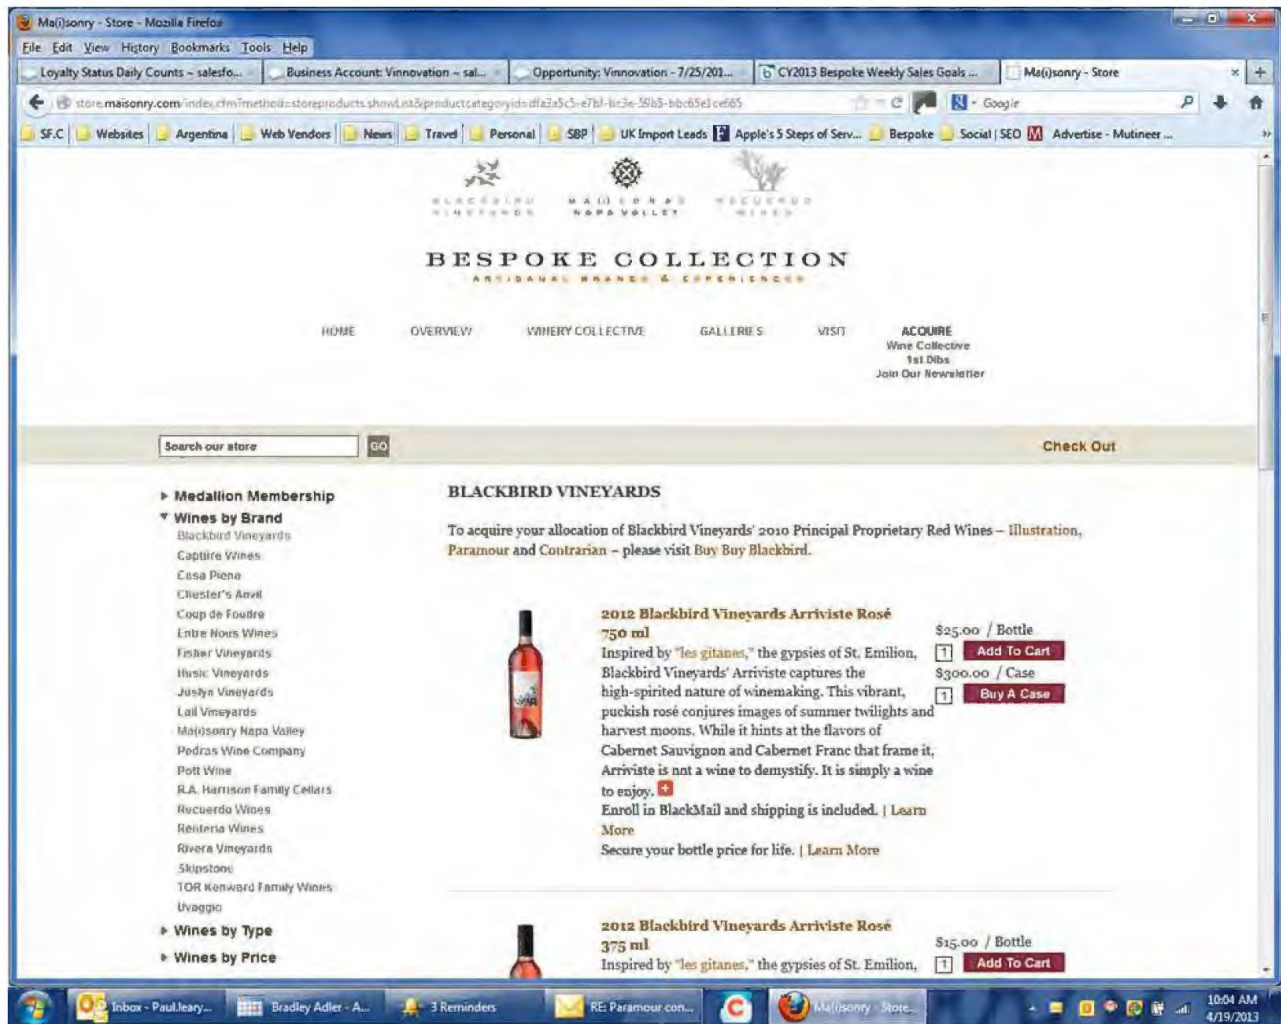 Ma(i)sonry - Store - Mozilla Firefox
File Edit View History Bookmarks Tools Help
Loyalty Status Daily Counts ~ salesfo...
Business Account: Vinnovation ~ sal...
Opportunity: Vinnovation - 7/25/201...
CY2013 Bespoke Weekly Sales Goals ...
Ma(i)sonry - Store
store.maisonry.com/index.cfm?method=storeproducts.showList&productcategoryid=
Google
SF.C Websites Argentina Web Vendors News Travel Personal SBP UK Import Leads Apple's 5 Steps of Serv... Bespoke Social | SEO Advertise - Mutineer ...
BLACKBIRD VINEYARDS
MA(I)SONRY NAPA VALLEY
RECUERDO WINES
BESPOKE COLLECTION
ARTISANAL BRANDS & EXPERIENCES
HOME OVERVIEW WINERY COLLECTIVE GALLERIES VISIT ACQUIRE
Wine Collective
1st Dibs
Join Our Newsletter
Search our store GO Check Out
Medallion Membership
Wines by Brand
Blackbird Vineyards
Captûre Wines
Casa Piena
Chester's Anvil
Coup de Foudre
Entre Nous Wines
Fisher Vineyards
Husic Vineyards
Joslyn Vineyards
Lail Vineyards
Ma(i)sonry Napa Valley
Pedras Wine Company
Pott Wine
R.A. Harrison Family Cellars
Recuerdo Wines
Renteria Wines
Rivera Vineyards
Skipstone
TOR Kenward Family Wines
Uvaggio
Wines by Type
Wines by Price
BLACKBIRD VINEYARDS
To acquire your allocation of Blackbird Vineyards' 2010 Principal Proprietary Red Wines – Illustration,
Paramour and Contrarian – please visit Buy Buy Blackbird.
2012 Blackbird Vineyards Arriviste Rosé
750 ml
Inspired by "les gitanes," the gypsies of St. Emilion,
Blackbird Vineyards' Arriviste captures the
high-spirited nature of winemaking. This vibrant,
puckish rosé conjures images of summer twilights and
harvest moons. While it hints at the flavors of
Cabernet Sauvignon and Cabernet Franc that frame it,
Arriviste is not a wine to demystify. It is simply a wine
to enjoy.
Enroll in BlackMail and shipping is included. | Learn
More
Secure your bottle price for life. | Learn More
$25.00 / Bottle
1 Add To Cart
$300.00 / Case
1 Buy A Case
2012 Blackbird Vineyards Arriviste Rosé
375 ml
Inspired by "les gitanes," the gypsies of St. Emilion,
$15.00 / Bottle
1 Add To Cart
Inbox - Paul.leary...
Bradley Adler - A...
3 Reminders
RE: Paramour con...
Ma(i)sonry - Store...
10:04 AM
4/19/2013